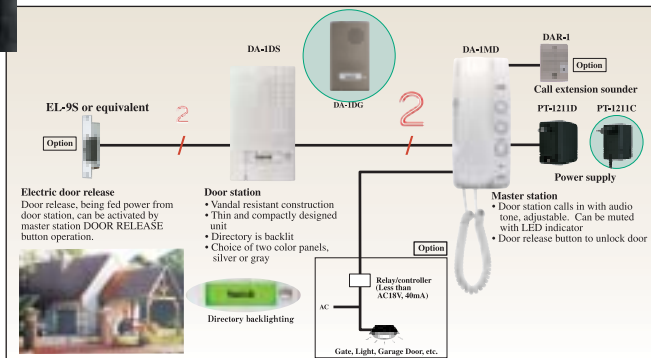 DA-1DS
DA-1DG
DA-1MD
DAR-1
Option
Call extension sounder
EL-9S or equivalent
2
2
Option
PT-1211D
PT-1211C
Power supply
Electric door release
Door release, being fed power from
door station, can be activated by
master station DOOR RELEASE
button operation.
Door station
• Vandal resistant construction
• Thin and compactly designed
unit
• Directory is backlit
• Choice of two color panels,
silver or gray
Master station
• Door station calls in with audio
tone, adjustable. Can be muted
with LED indicator
• Door release button to unlock door
Option
Relay/controller
(Less than
AC18V, 40mA)
AC
Directory backlighting
Gate, Light, Garage Door, etc.